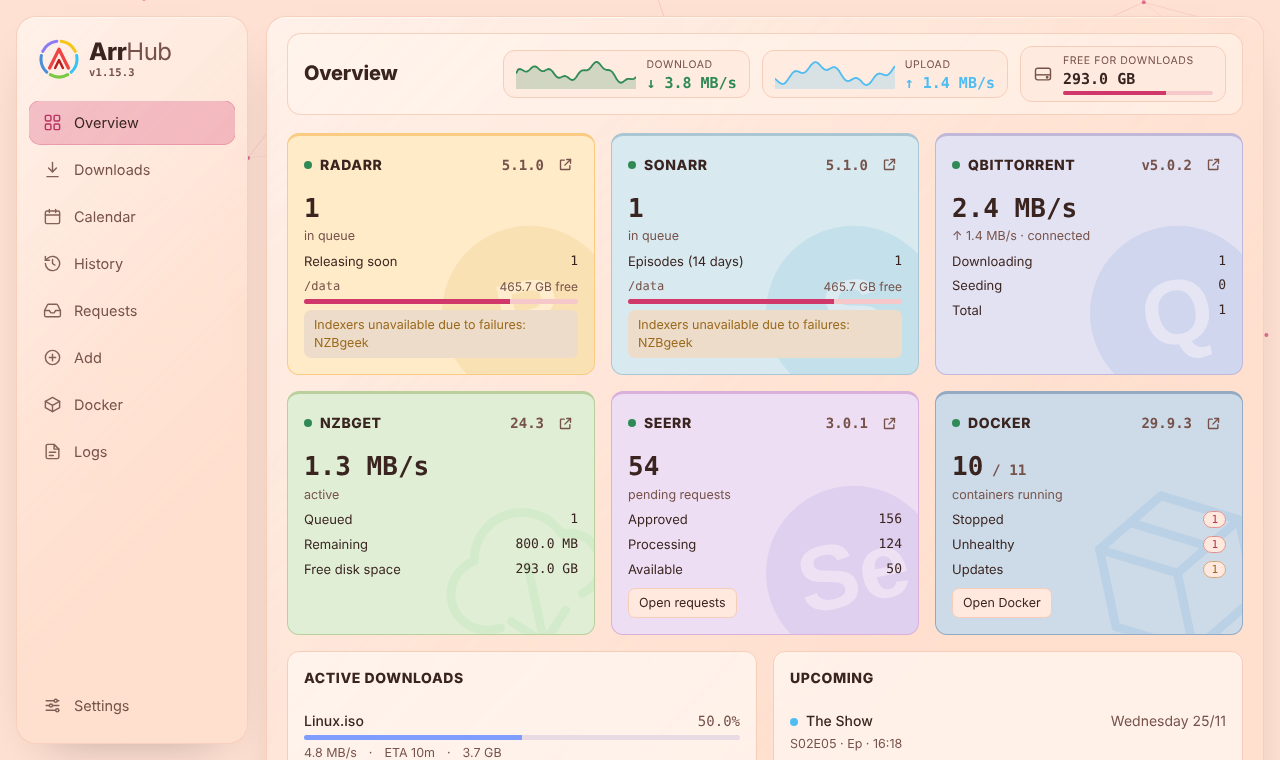 ArrHub
v1.15.3
Overview
Downloads
Calendar
History
Requests
Add
Docker
Logs
Settings
Overview
DOWNLOAD
↓ 3.8 MB/s
UPLOAD
↑ 1.4 MB/s
FREE FOR DOWNLOADS
293.0 GB
RADARR 5.1.0
1
in queue
Releasing soon 1
/data 465.7 GB free
Indexers unavailable due to failures:
NZBgeek
SONARR 5.1.0
1
in queue
Episodes (14 days) 1
/data 465.7 GB free
Indexers unavailable due to failures:
NZBgeek
QBITTORRENT v5.0.2
2.4 MB/s
↑ 1.4 MB/s · connected
Downloading 1
Seeding 0
Total 1
Q
NZBGET 24.3
1.3 MB/s
active
Queued 1
Remaining 800.0 MB
Free disk space 293.0 GB
SEERR 3.0.1
54
pending requests
Approved 156
Processing 124
Available 50
Open requests
Se
DOCKER 29.9.3
10 / 11
containers running
Stopped 1
Unhealthy 1
Updates 1
Open Docker
ACTIVE DOWNLOADS
Linux.iso 50.0%
4.8 MB/s · ETA 10m · 3.7 GB
UPCOMING
The Show Wednesday 25/11
S02E05 · Ep · 16:18